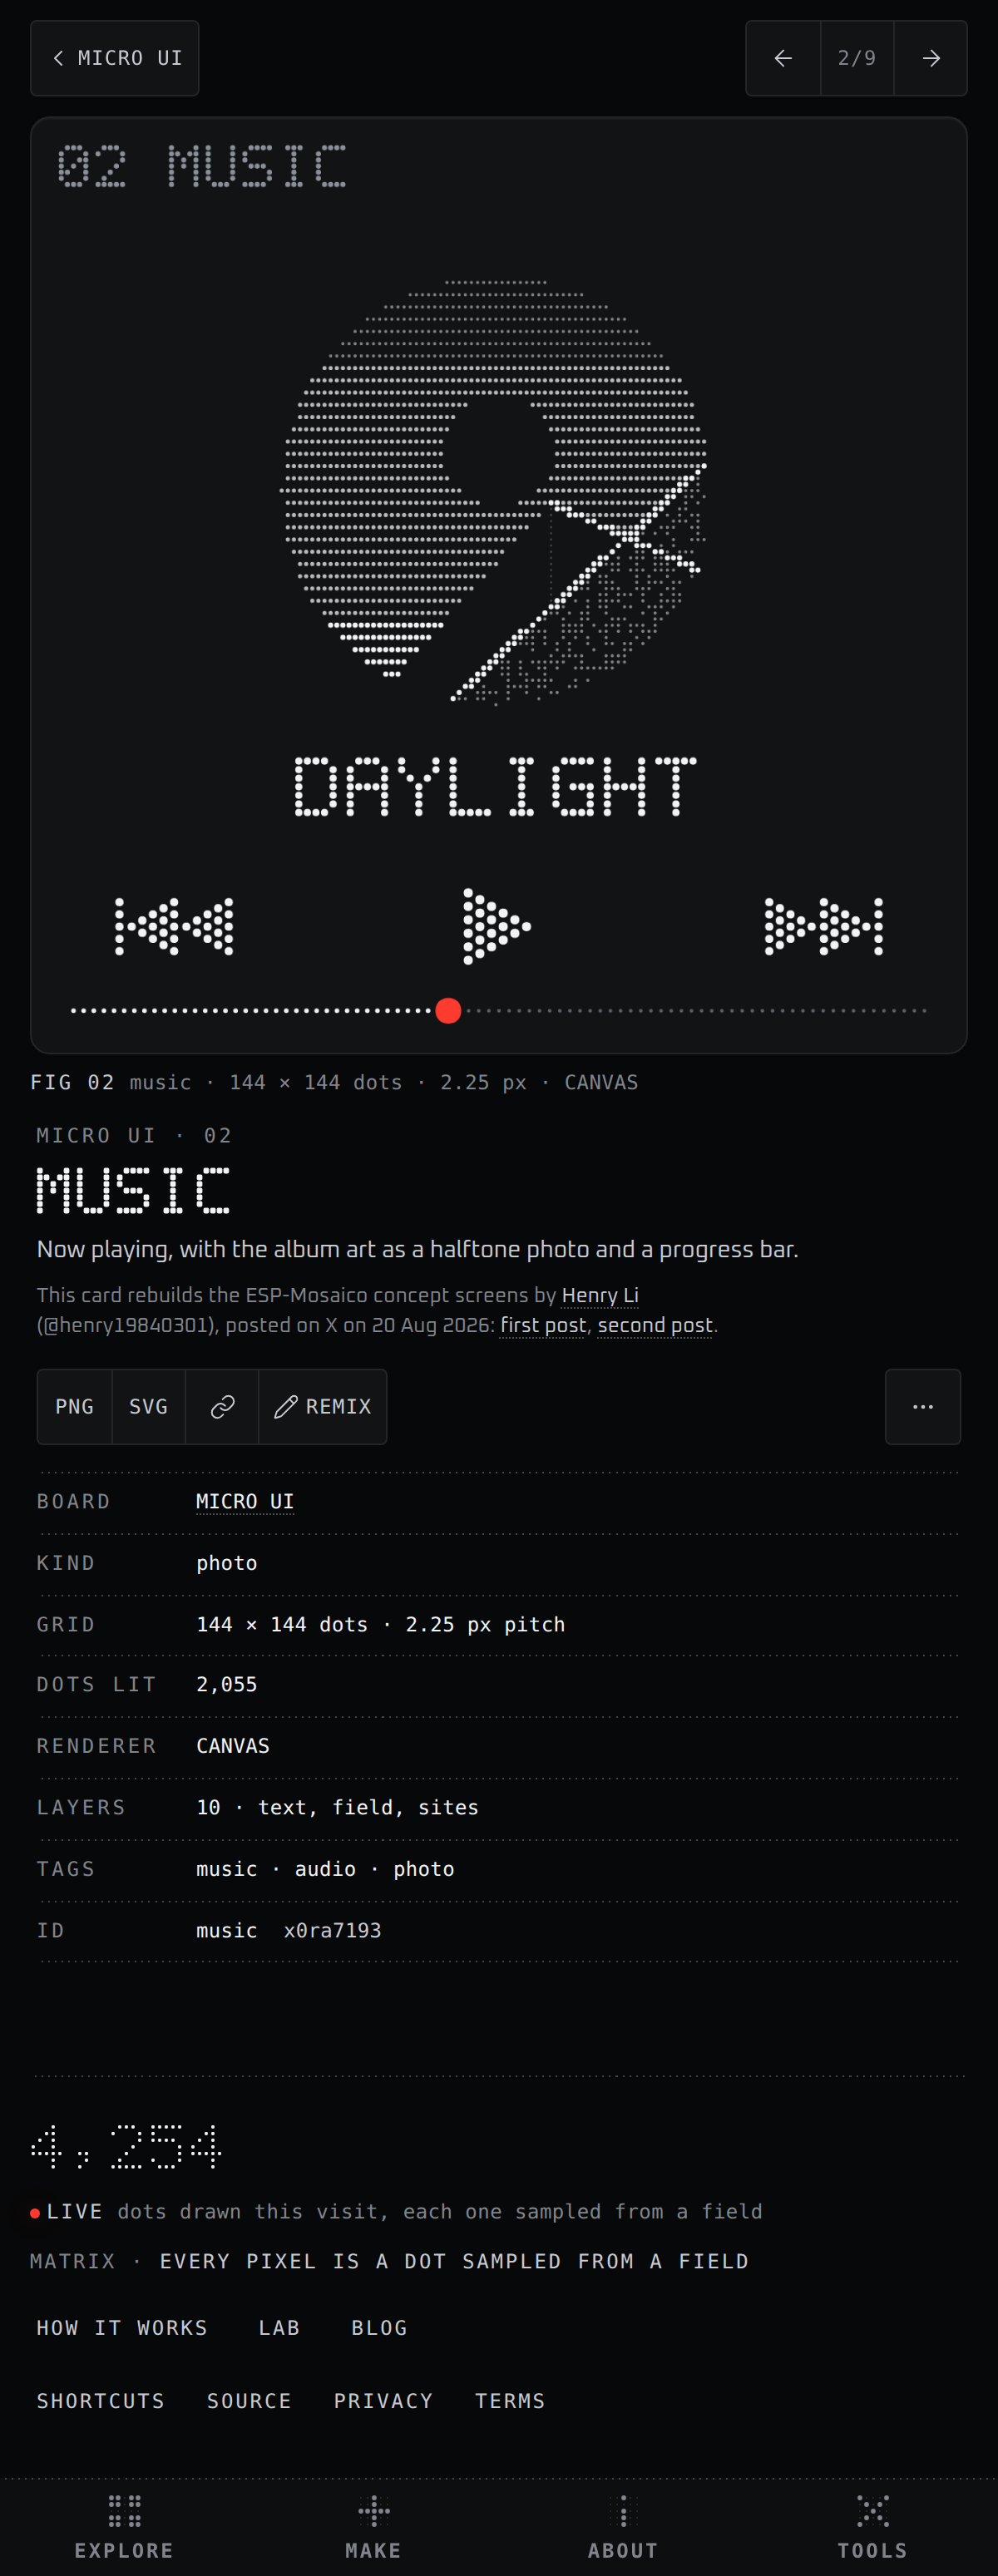 MICRO UI
2/9
02 MUSIC
DAYLIGHT
FIG 02 music · 144 × 144 dots · 2.25 px · CANVAS
MICRO UI · 02
MUSIC
Now playing, with the album art as a halftone photo and a progress bar.
This card rebuilds the ESP-Mosaico concept screens by Henry Li
(@henry19840301), posted on X on 20 Aug 2026: first post, second post.
PNG SVG REMIX
BOARD MICRO UI
KIND photo
GRID 144 × 144 dots · 2.25 px pitch
DOTS LIT 2,055
RENDERER CANVAS
LAYERS 10 · text, field, sites
TAGS music · audio · photo
ID music x0ra7193
4,254
LIVE dots drawn this visit, each one sampled from a field
MATRIX · EVERY PIXEL IS A DOT SAMPLED FROM A FIELD
HOW IT WORKS LAB BLOG
SHORTCUTS SOURCE PRIVACY TERMS
EXPLORE MAKE ABOUT TOOLS